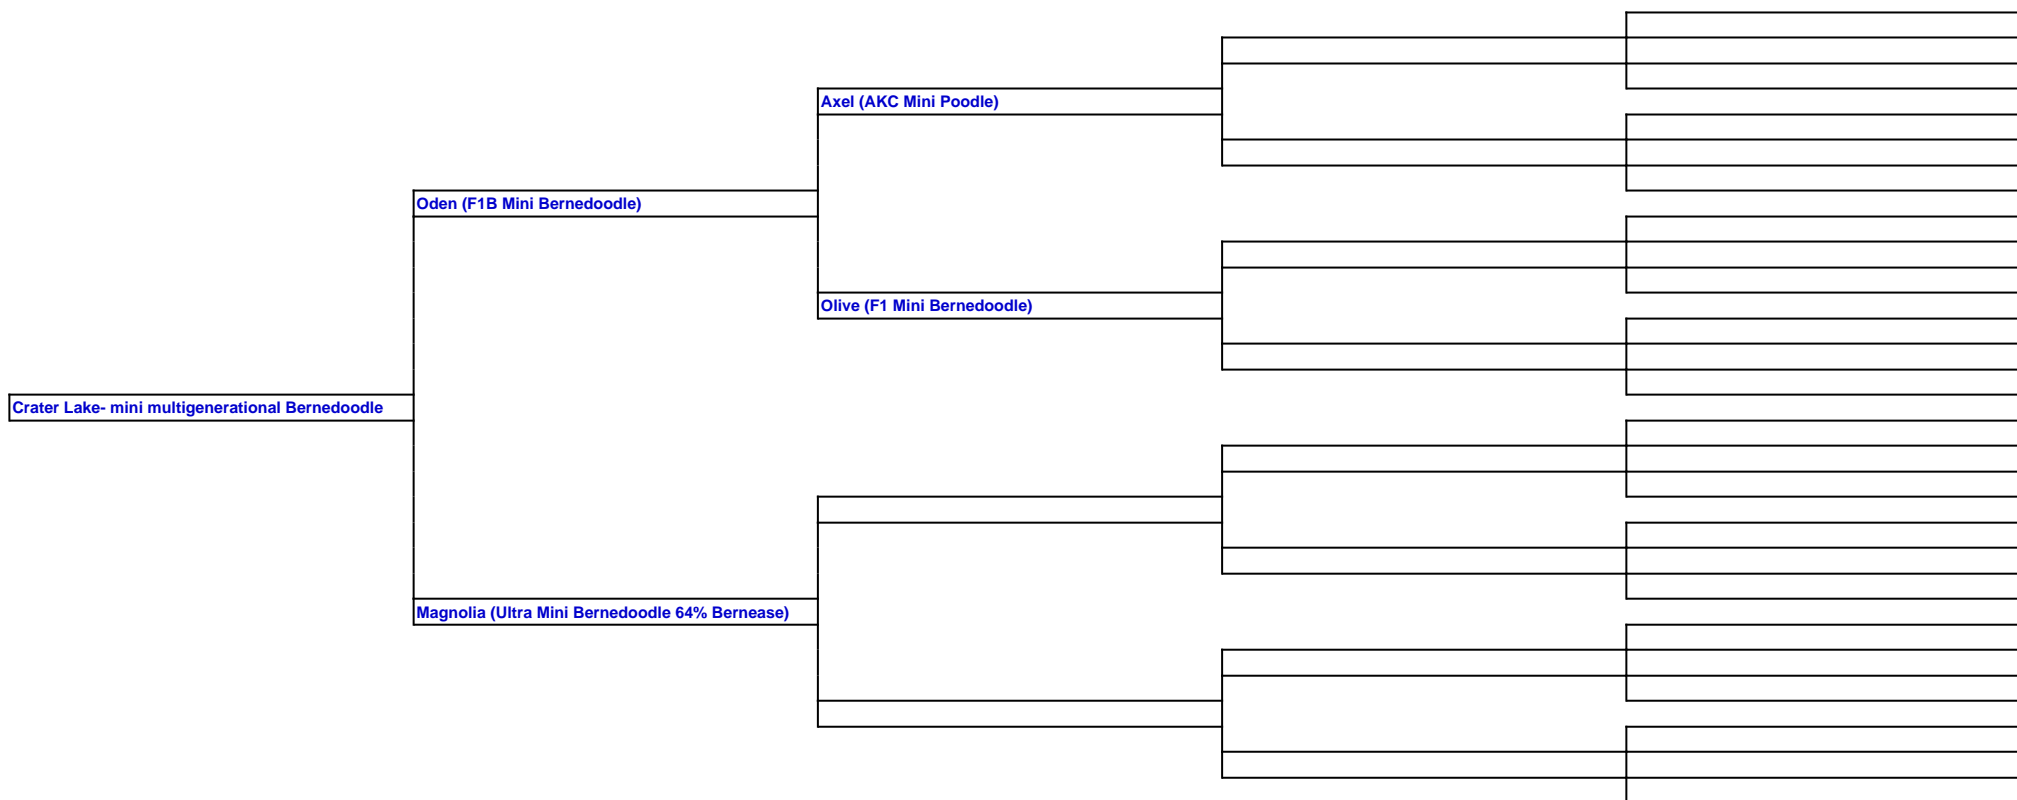 Axel (AKC Mini Poodle)
Oden (F1B Mini Bernedoodle)
Olive (F1 Mini Bernedoodle)
Crater Lake- mini multigenerational Bernedoodle
Magnolia (Ultra Mini Bernedoodle 64% Bernease)